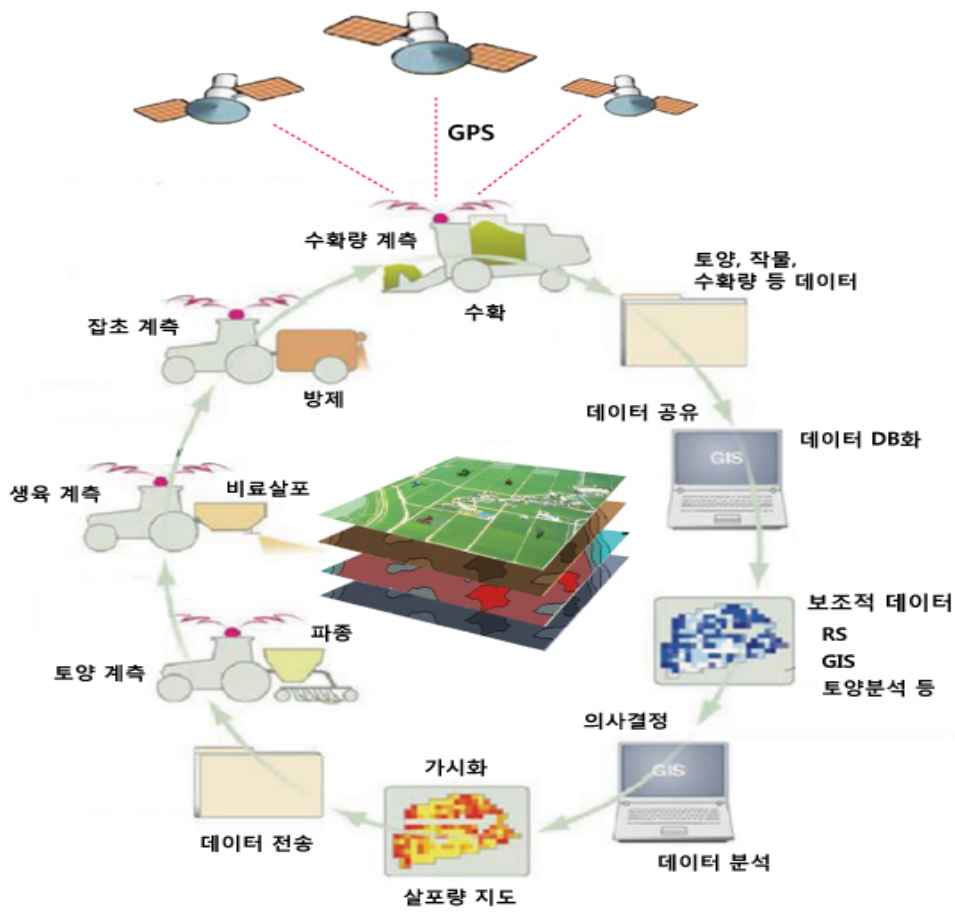 GPS
수확량 계측
수확
토양, 작물,
수확량 등 데이터
잡초 계측
방제
데이터 공유
GIS
데이터 DB화
생육 계측
비료살포
보조적 데이터
RS
GIS
토양분석 등
파종
토양 계측
의사결정
GIS
데이터 분석
가시화
살포량 지도
데이터 전송